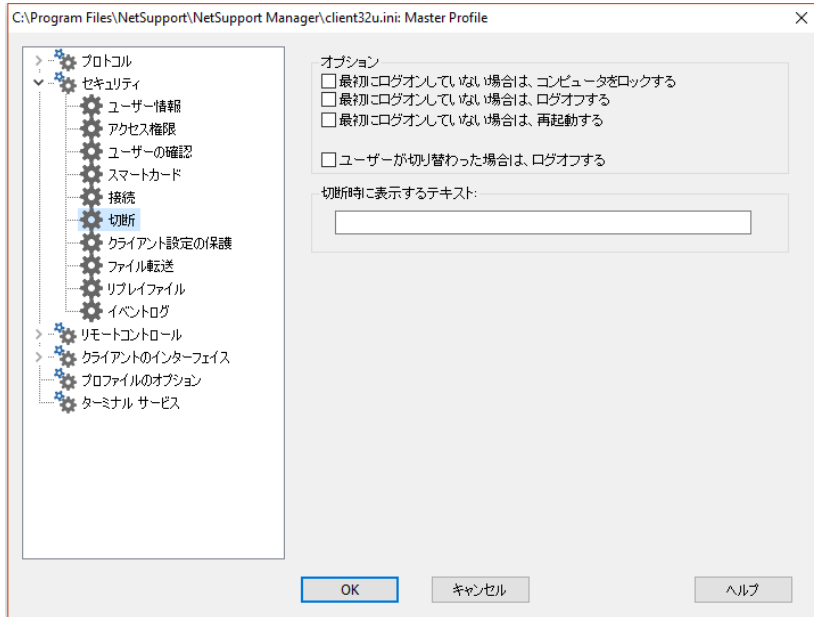 C:\Program Files\NetSupport\NetSupport Manager\client32u.ini: Master Profile
プロトコル
セキュリティ
ユーザー情報
アクセス権限
ユーザーの確認
スマートカード
接続
切断
クライアント設定の保護
ファイル転送
リプレイファイル
イベントログ
リモートコントロール
クライアントのインターフェイス
プロファイルのオプション
ターミナル サービス
オプション
最初にログオンしていない場合は、コンピュータをロックする
最初にログオンしていない場合は、ログオフする
最初にログオンしていない場合は、再起動する
ユーザーが切り替わった場合は、ログオフする
切断時に表示するテキスト:
OK
キャンセル
ヘルプ